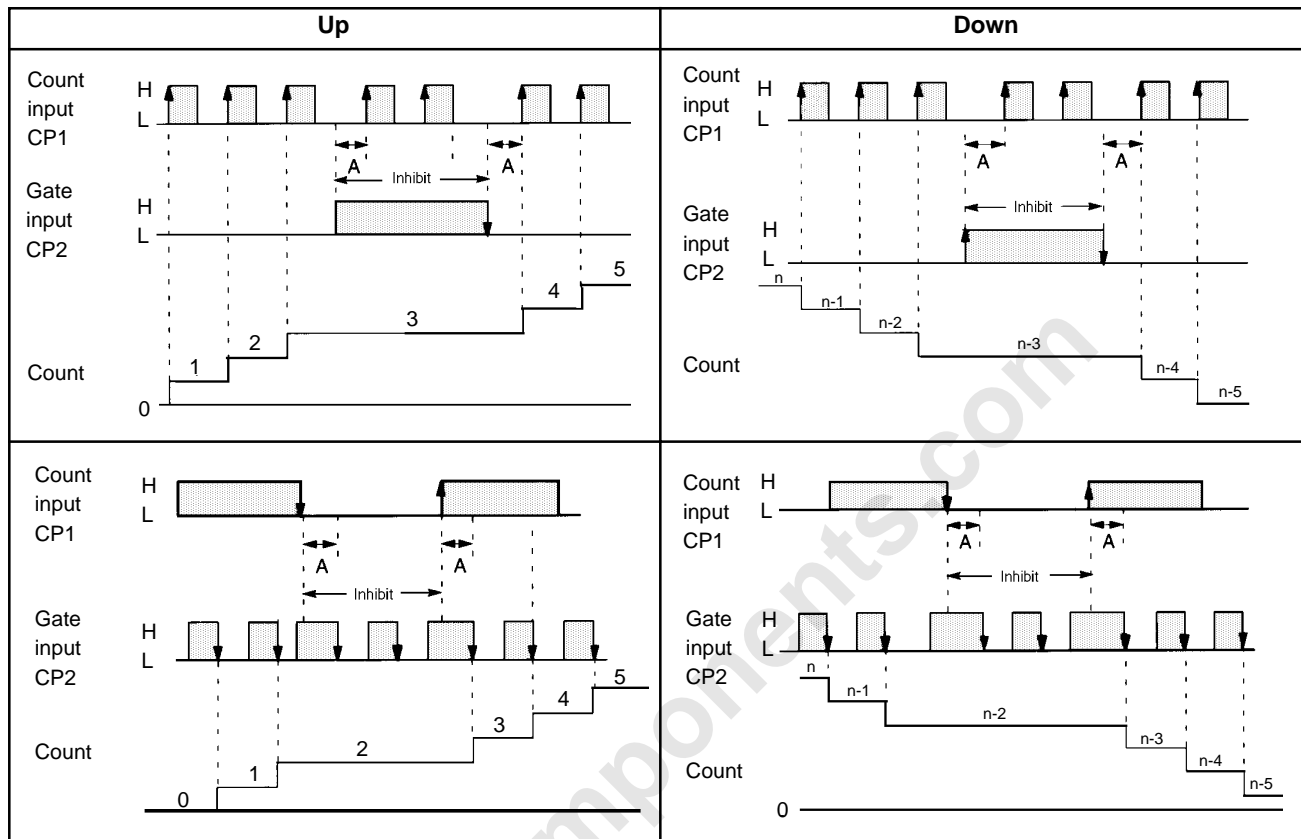 Up
Down
Count
input
CP1
H
L
A
A
Inhibit
Gate
input
CP2
H
L
Count
0
1
2
3
4
5
Count
input
CP1
H
L
A
A
Inhibit
Gate
input
CP2
H
L
Count
n
n-1
n-2
n-3
n-4
n-5
Count
input
CP1
H
L
A
A
Inhibit
Gate
input
CP2
H
L
Count
0
1
2
3
4
5
Count
input
CP1
H
L
A
A
Inhibit
Gate
input
CP2
H
L
Count
n
n-1
n-2
n-3
n-4
n-5
0
mponents.com